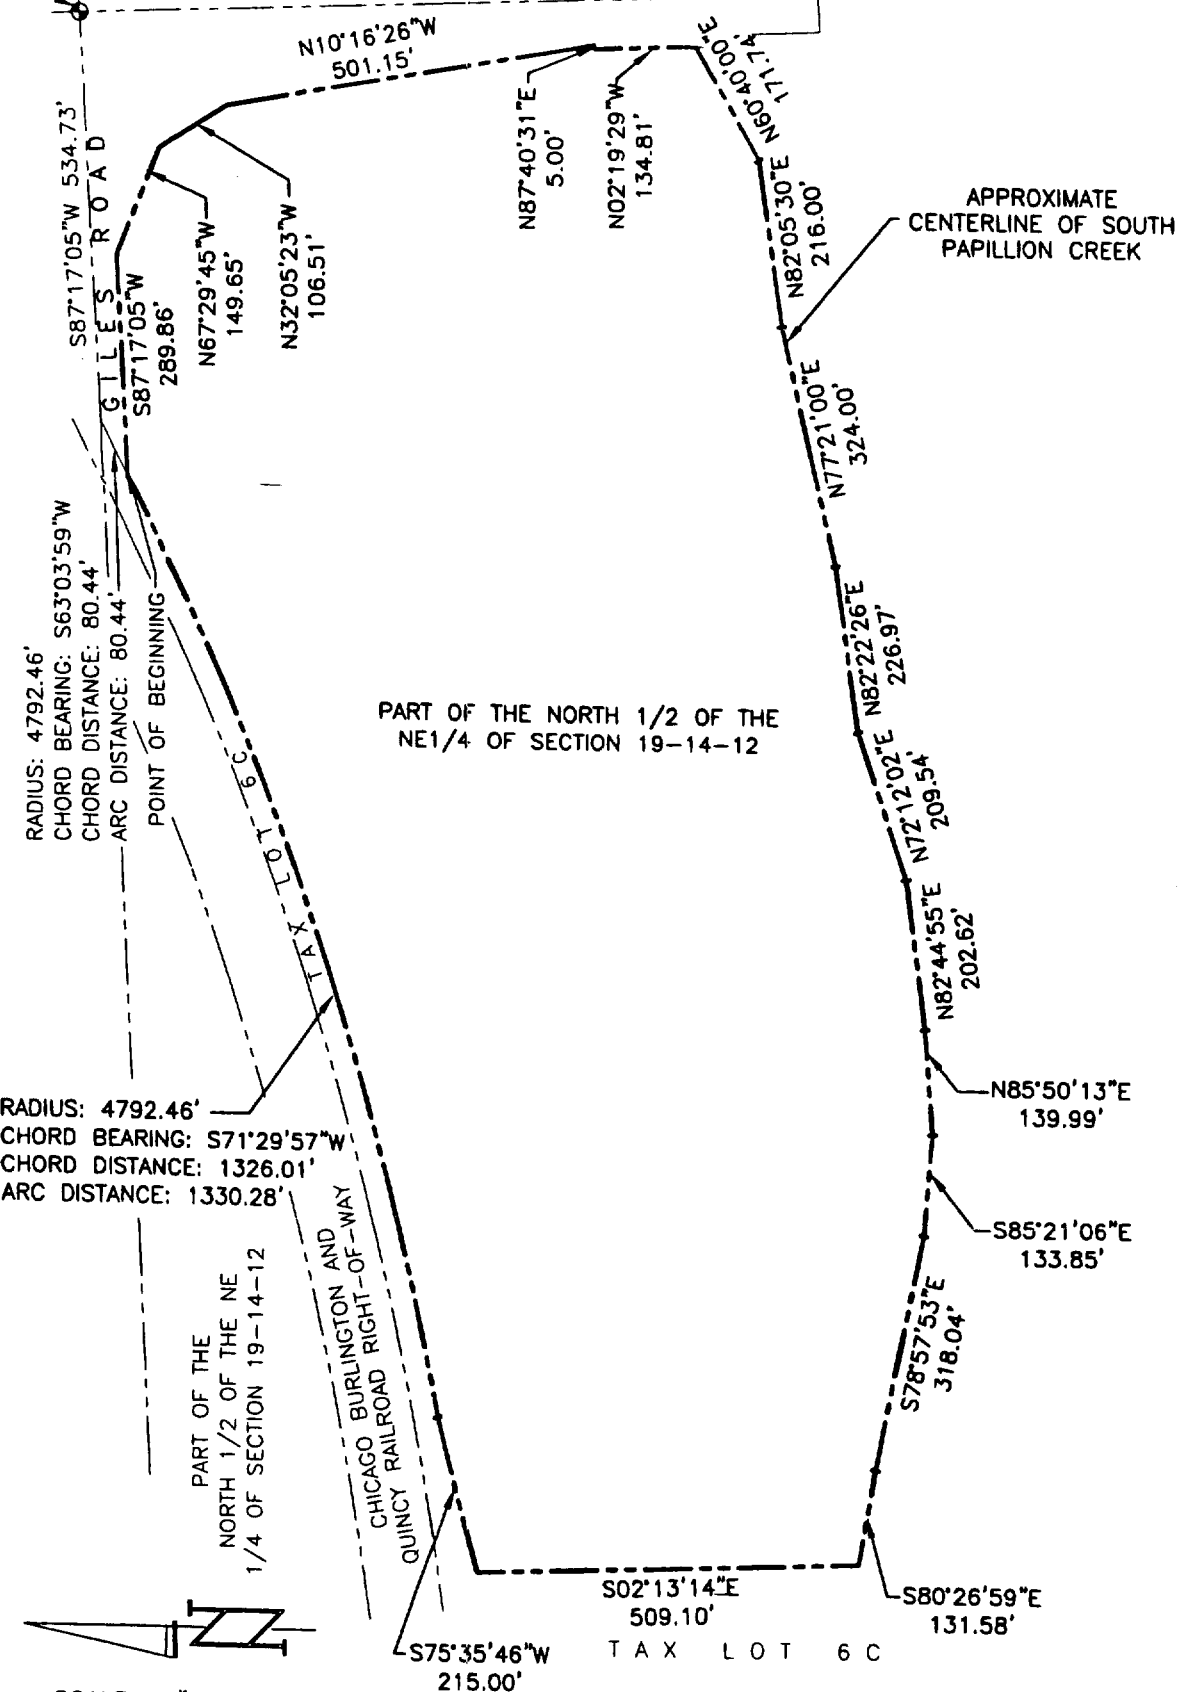 N10°16'26"W
501.15'
S87°17'05"W 534.73'
GILES ROAD
S87°17'05"W
289.86'
N67°29'45"W
149.65'
N32°05'23"W
106.51'
N87°40'31"E
5.00'
N02°19'29"W
134.81'
N60°40'00"E
171.74'
N82°05'30"E
216.00'
APPROXIMATE
CENTERLINE OF SOUTH
PAPILLION CREEK
N77°21'00"E
324.00'
RADIUS: 4792.46'
CHORD BEARING: S63°03'59"W
CHORD DISTANCE: 80.44'
ARC DISTANCE: 80.44'
POINT OF BEGINNING
N82°22'26"E
226.97'
PART OF THE NORTH 1/2 OF THE
NE1/4 OF SECTION 19-14-12
TAX LOT 6C
N72°12'02"E
209.54'
N82°44'55"E
202.62'
RADIUS: 4792.46'
CHORD BEARING: S71°29'57"W
CHORD DISTANCE: 1326.01'
ARC DISTANCE: 1330.28'
N85°50'13"E
139.99'
S85°21'06"E
133.85'
PART OF THE
NORTH 1/2 OF THE NE
1/4 OF SECTION 19-14-12
CHICAGO BURLINGTON AND
QUINCY RAILROAD RIGHT-OF-WAY
S78°57'53"E
318.04'
S02°13'14"E
509.10'
S80°26'59"E
131.58'
TAX LOT 6C
S75°35'46"W
215.00'